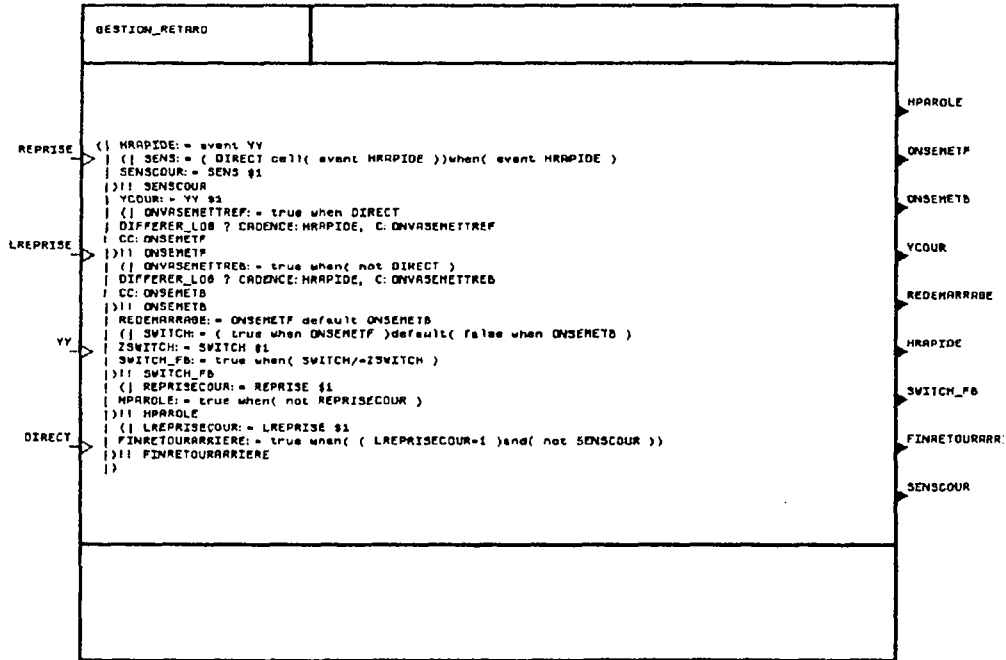 GESTION_RETARD
REPRISE
LREPRISE
YY
DIRECT
(| HRAPIDE:= event YY
| (| SENS:= ( DIRECT cell( event HRAPIDE ))when( event HRAPIDE )
| SENSCOUR:= SENS $1
|)!! SENSCOUR
| YCOUR:= YY $1
| (| ONVASEMETTREF:= true when DIRECT
| DIFFERER_LOG ? CADENCE:HRAPIDE, C:ONVASEMETTREF
! CC:ONSEMETF
|)!! ONSEMETF
| (| ONVASEMETTREB:= true when( not DIRECT )
| DIFFERER_LOG ? CADENCE:HRAPIDE, C:ONVASEMETTREB
! CC:ONSEMETB
|)!! ONSEMETB
| REDEMARRAGE:= ONSEMETF default ONSEMETB
| (| SWITCH:= ( true when ONSEMETF )default( false when ONSEMETB )
| ZSWITCH:= SWITCH $1
| SWITCH_FB:= true when( SWITCH/=ZSWITCH )
|)!! SWITCH_FB
| (| REPRISECOUR:= REPRISE $1
| HPAROLE:= true when( not REPRISECOUR )
|)!! HPAROLE
| (| LREPRISECOUR:= LREPRISE $1
| FINRETOURARRIERE:= true when( ( LREPRISECOUR=1 )and( not SENSCOUR ))
|)!! FINRETOURARRIERE
|)
HPAROLE
ONSEMETF
ONSEMETB
YCOUR
REDEMARRAGE
HRAPIDE
SWITCH_FB
FINRETOURARRI
SENSCOUR